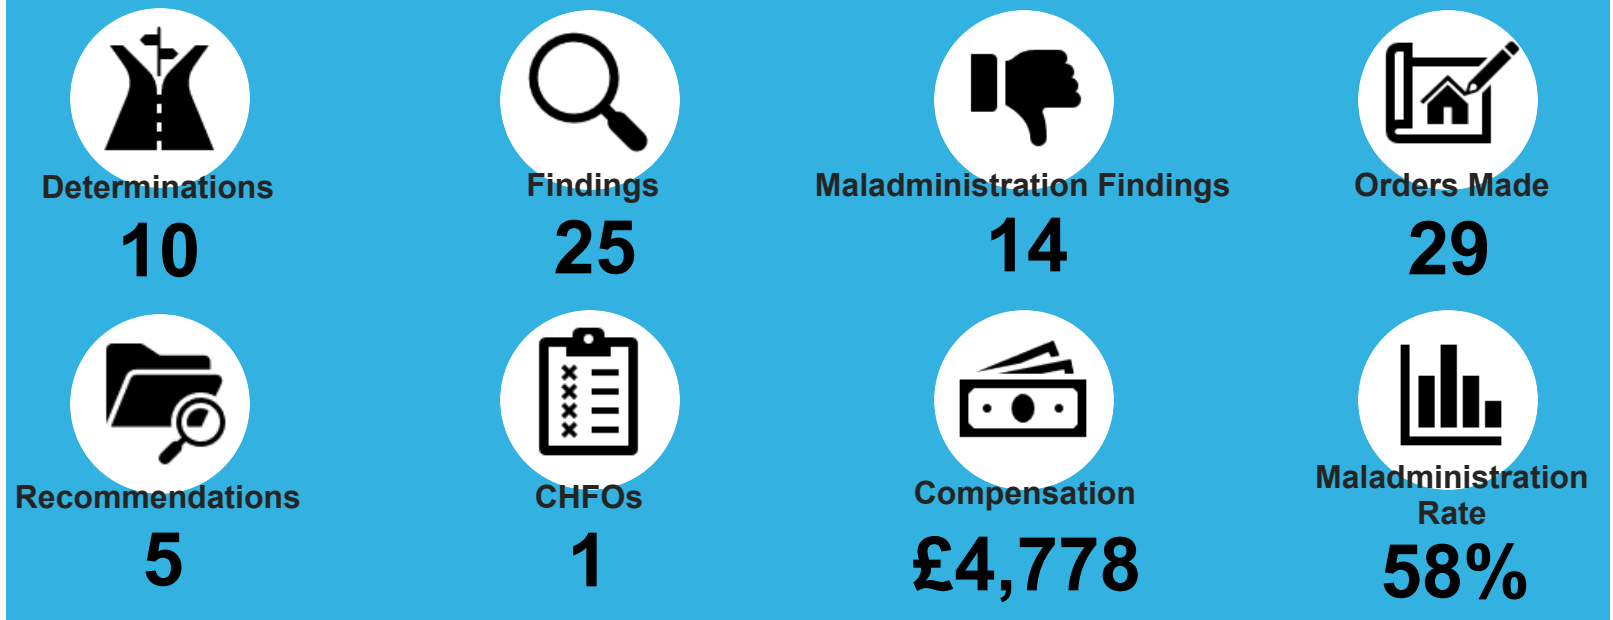 Determinations
10
Findings
25
Maladministration Findings
14
Orders Made
29
Recommendations
5
CHFOs
1
Compensation
£4,778
Maladministration
Rate
58%